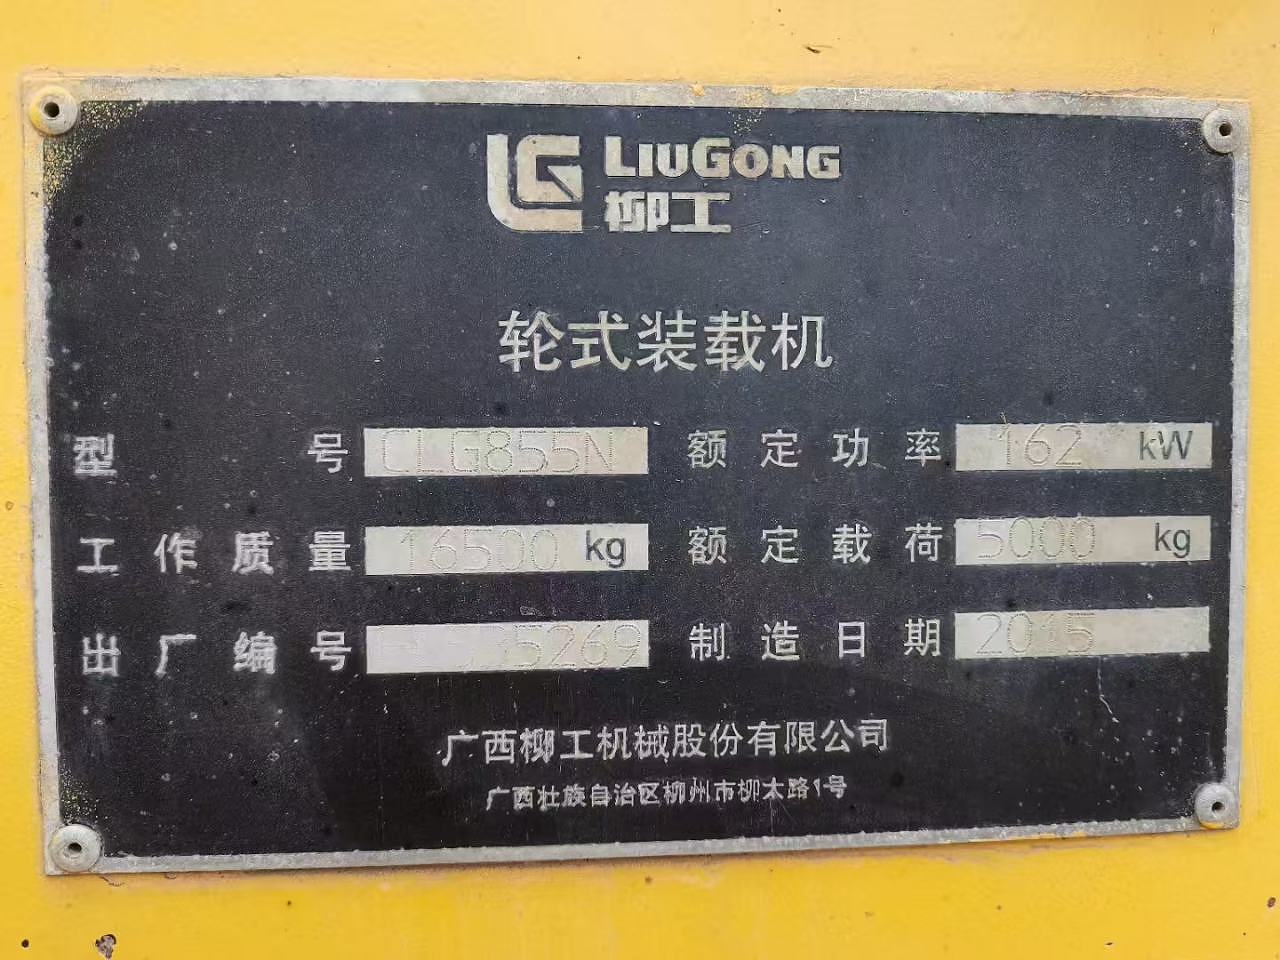 LIUGONG
柳工
轮式装载机
型号 CLG855N 额定功率 162 kW
工作质量 16500 kg 额定载荷 5000 kg
出厂编号 制造日期 2015
广西柳工机械股份有限公司
广西壮族自治区柳州市柳太路1号